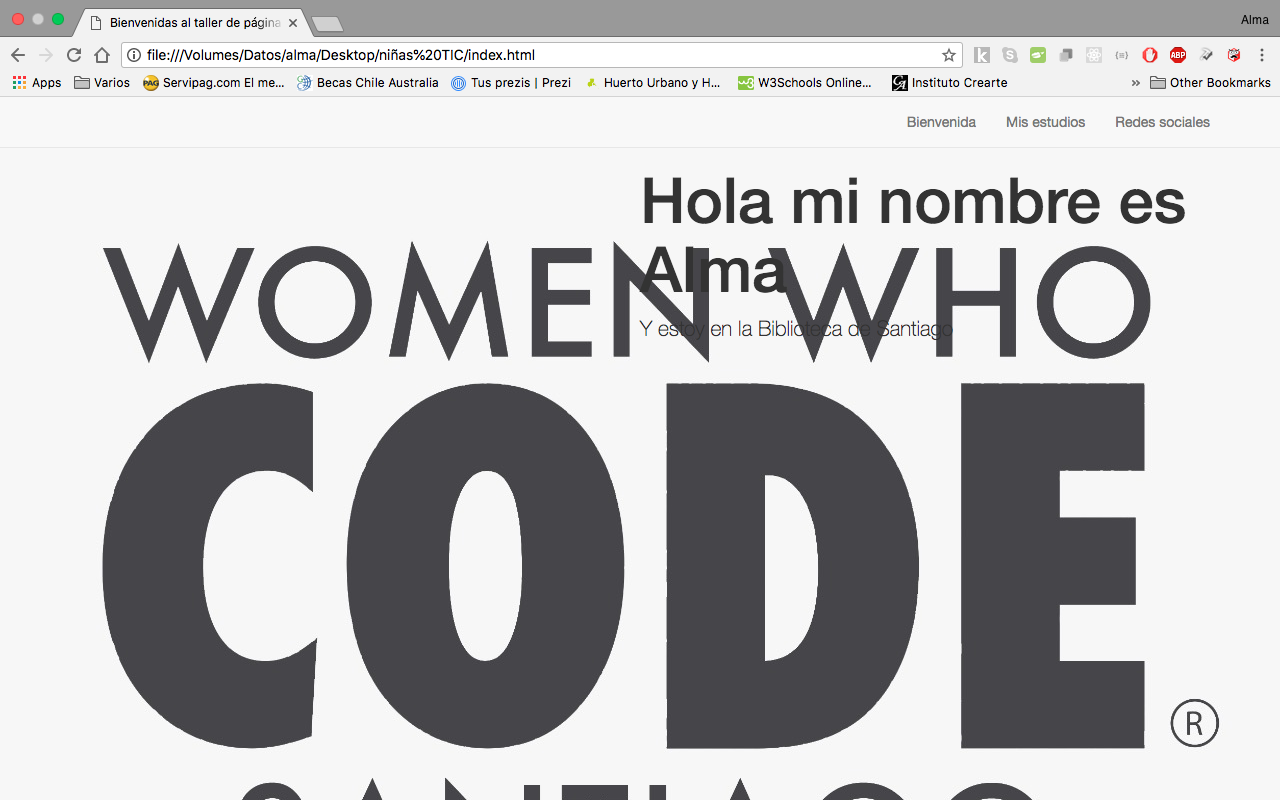 Bienvenidas al taller de página
Alma
file:///Volumes/Datos/alma/Desktop/niñas%20TIC/index.html
Apps Varios Servipag.com El me... Becas Chile Australia Tus prezis | Prezi Huerto Urbano y H... W3Schools Online... Instituto Crearte » Other Bookmarks
Bienvenida Mis estudios Redes sociales
Hola mi nombre es
Alma
Y estoy en la Biblioteca de Santiago
WOMEN WHO
CODE®
SANTIAGO